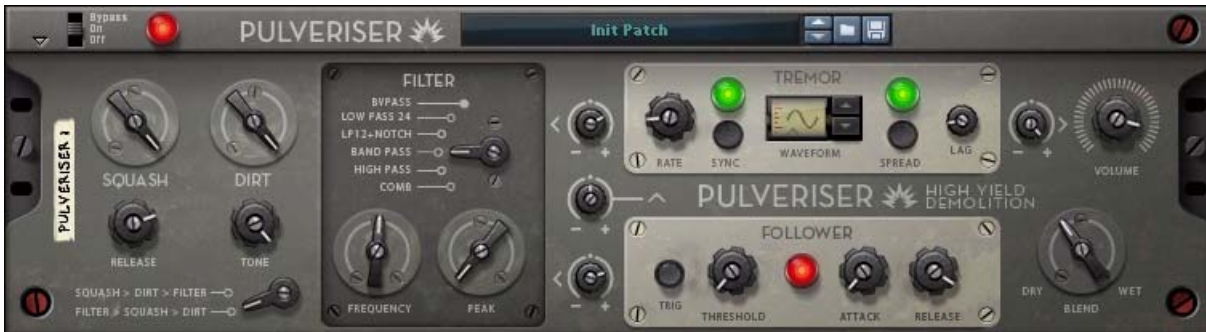 Bypass
On
Off
PULVERISER
Init Patch
PULVERISER 1
SQUASH
DIRT
RELEASE
TONE
SQUASH > DIRT > FILTER
FILTER > SQUASH > DIRT
FILTER
BYPASS
LOW PASS 24
LP12+NOTCH
BAND PASS
HIGH PASS
COMB
FREQUENCY
PEAK
- +
- +
TREMOR
RATE
SYNC
WAVEFORM
SPREAD
LAG
- +
VOLUME
PULVERISER
HIGH YIELD
DEMOLITION
FOLLOWER
TRIG
THRESHOLD
ATTACK
RELEASE
- +
DRY
WET
BLEND